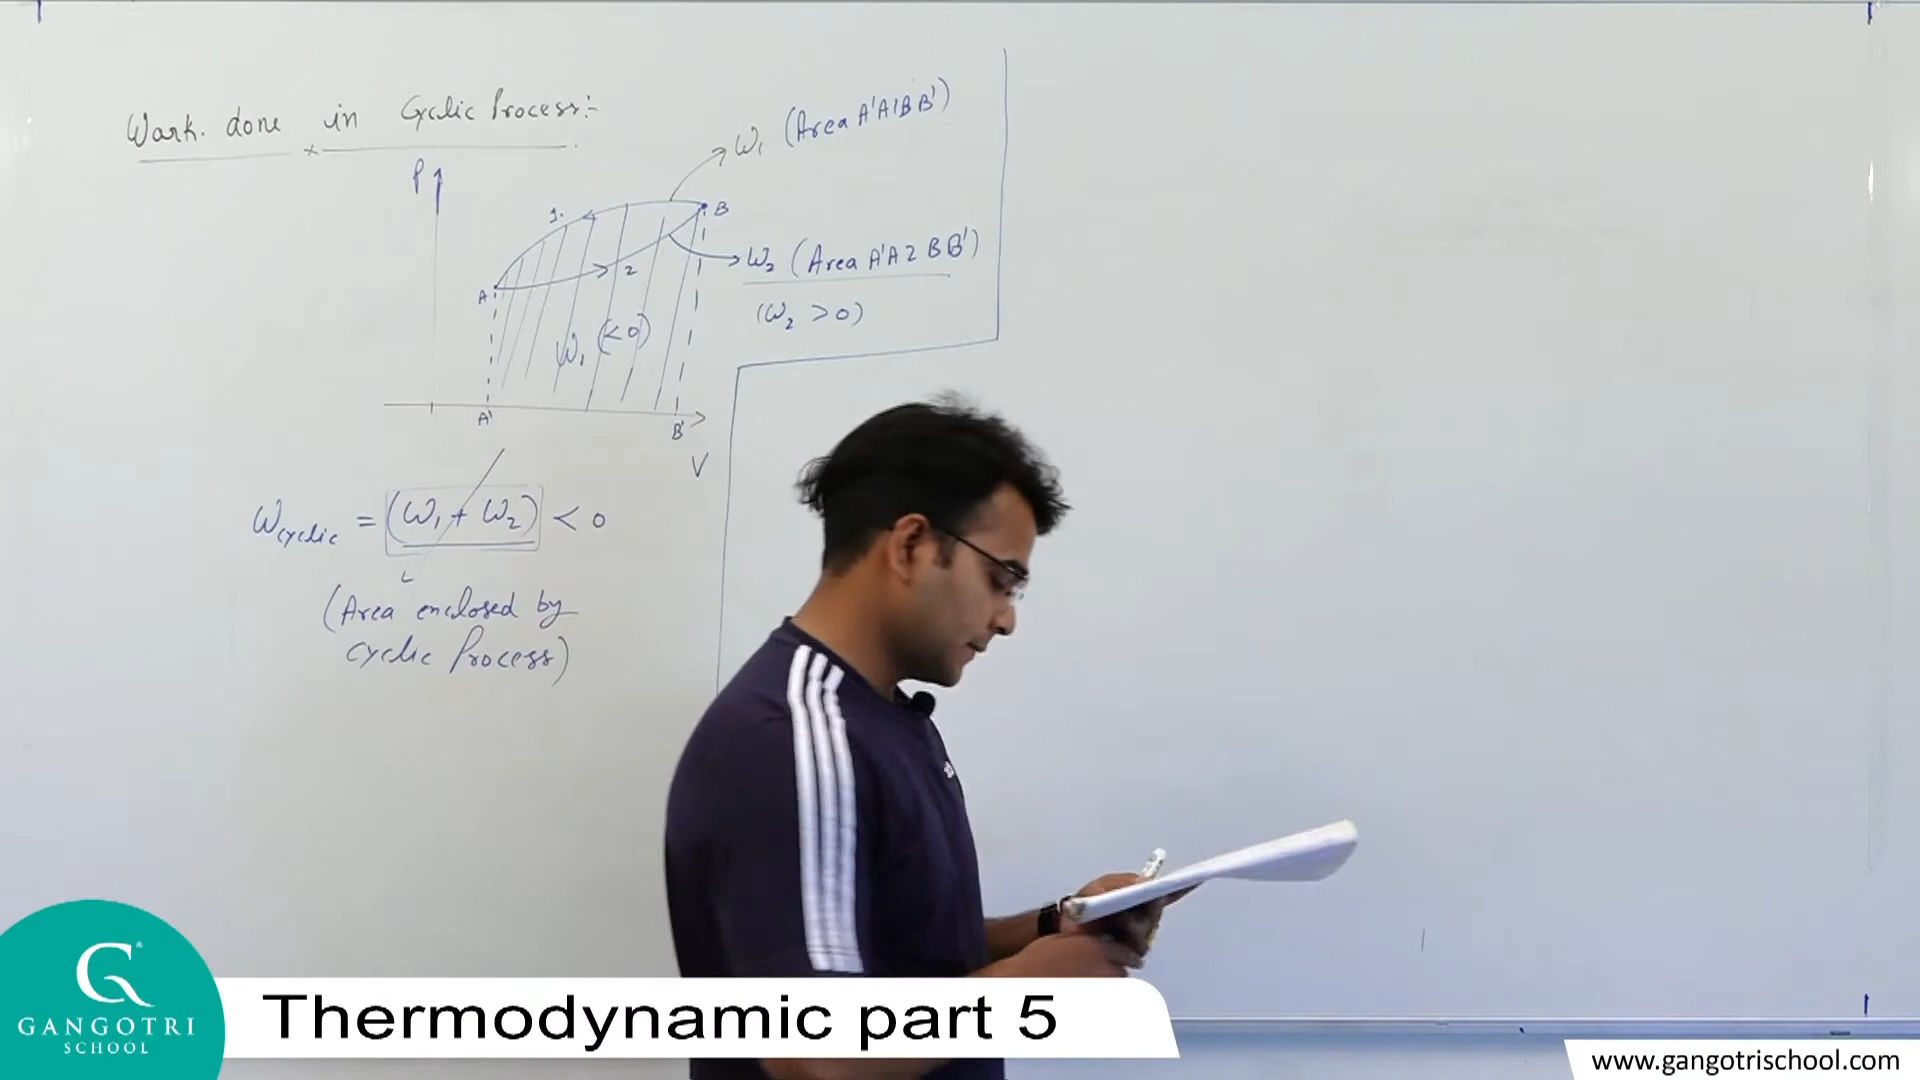 Work done in Cyclic Process:-
P
W₁ (Area A'A1BB')
1.
B
W₂ (Area A'A2BB')
2
A
(W₂ > 0)
W₁ (< 0)
A'
B'
V
Wcyclic = (W₁ + W₂) < 0
(Area enclosed by
cyclic Process)
GANGOTRI
SCHOOL
Thermodynamic part 5
www.gangotrischool.com